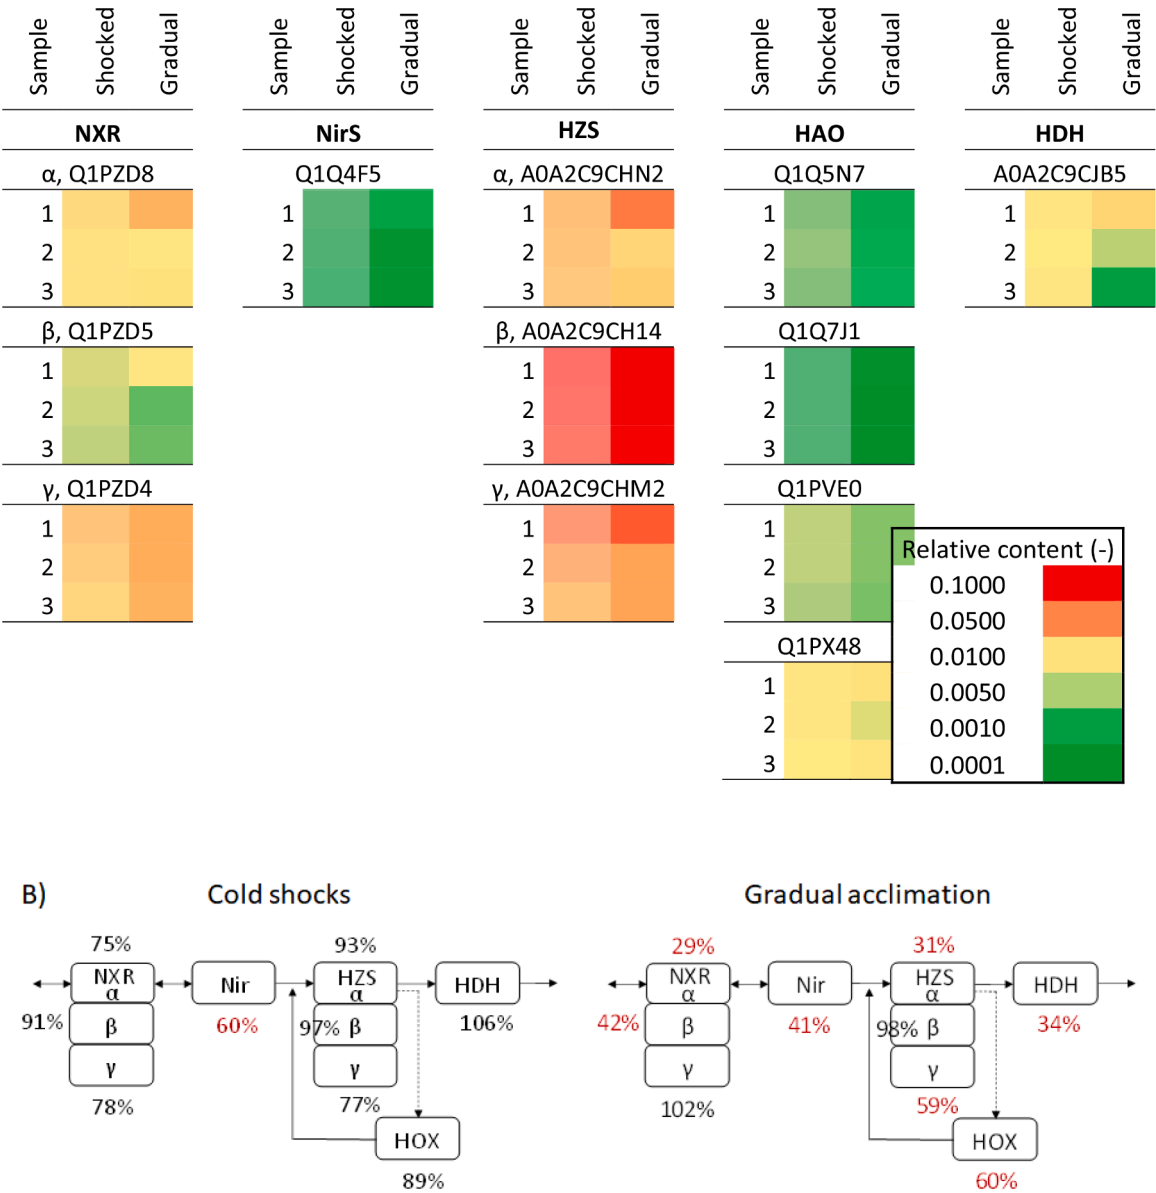 Sample Shocked Gradual Sample Shocked Gradual Sample Shocked Gradual Sample Shocked Gradual Sample Shocked Gradual
NXR NirS HZS HAO HDH
α, Q1PZD8 Q1Q4F5 α, A0A2C9CHN2 Q1Q5N7 A0A2C9CJB5
1 1 1 1 1
2 2 2 2 2
3 3 3 3 3
β, Q1PZD5 β, A0A2C9CH14 Q1Q7J1
1 1 1
2 2 2
3 3 3
γ, Q1PZD4 γ, A0A2C9CHM2 Q1PVE0
1 1 1
2 2 2
3 3 3
Q1PX48
1
2
3
Relative content (-)
0.1000
0.0500
0.0100
0.0050
0.0010
0.0001
B) Cold shocks Gradual acclimation
75% 93% 29% 31%
NXR α Nir HZS α HDH NXR α Nir HZS α HDH
91% β 60% 97% β 106% 42% β 41% 98% β 34%
γ γ γ γ
78% 77% 102% 59%
HOX HOX
89% 60%